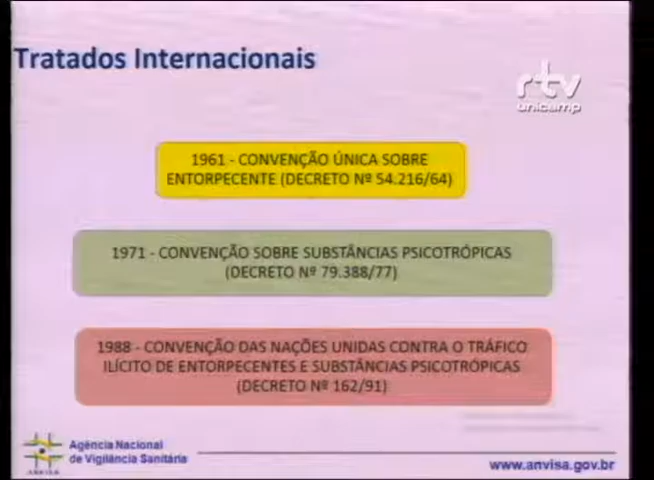 Tratados Internacionais
rtv
unicamp
1961 - CONVENÇÃO ÚNICA SOBRE
ENTORPECENTE (DECRETO Nº 54.216/64)
1971 - CONVENÇÃO SOBRE SUBSTÂNCIAS PSICOTRÓPICAS
(DECRETO Nº 79.388/77)
1988 - CONVENÇÃO DAS NAÇÕES UNIDAS CONTRA O TRÁFICO
ILÍCITO DE ENTORPECENTES E SUBSTÂNCIAS PSICOTRÓPICAS
(DECRETO Nº 162/91)
Agência Nacional
de Vigilância Sanitária
ANVISA
www.anvisa.gov.br